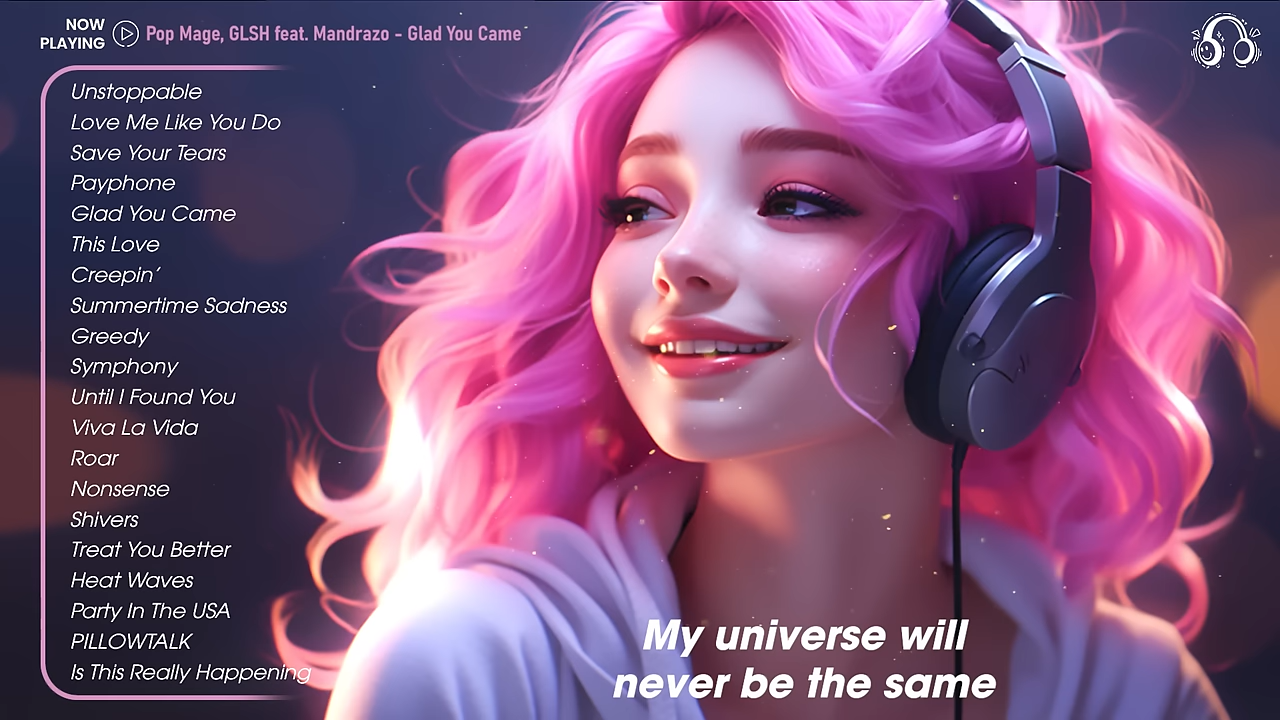 NOW
PLAYING
Pop Mage, GLSH feat. Mandrazo - Glad You Came
Unstoppable
Love Me Like You Do
Save Your Tears
Payphone
Glad You Came
This Love
Creepin’
Summertime Sadness
Greedy
Symphony
Until I Found You
Viva La Vida
Roar
Nonsense
Shivers
Treat You Better
Heat Waves
Party In The USA
PILLOWTALK
Is This Really Happening
My universe will
never be the same